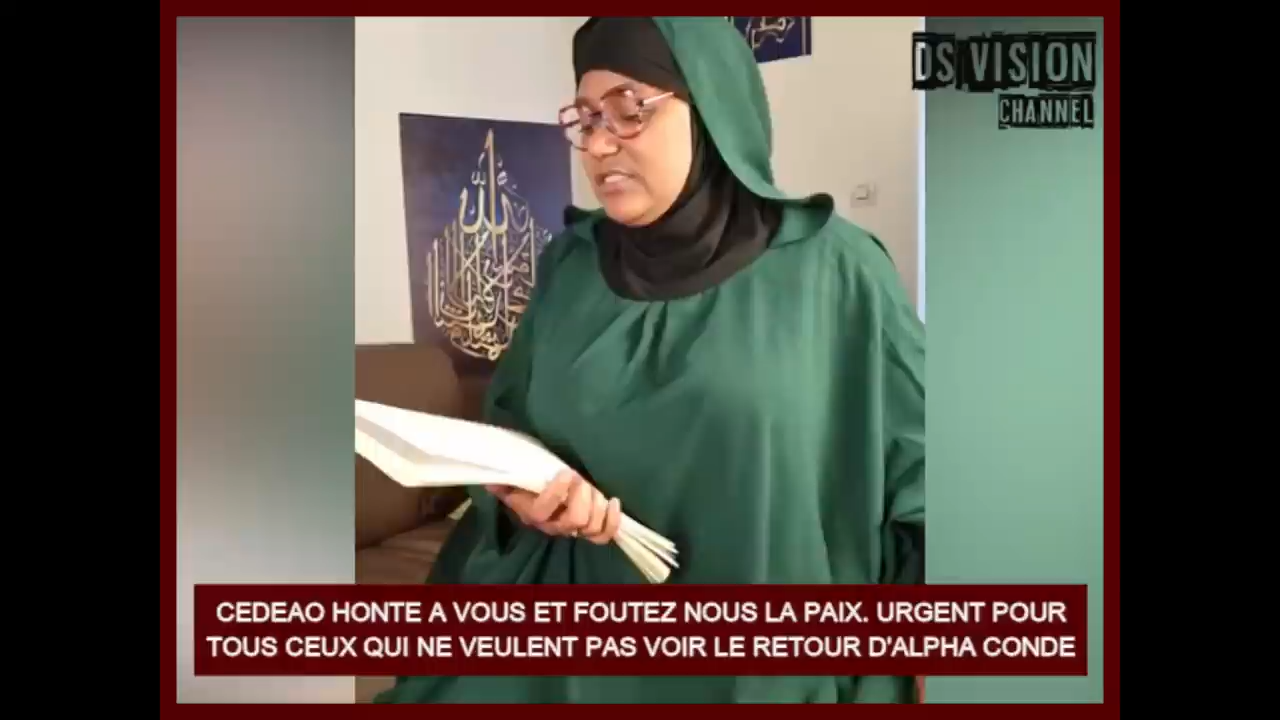 DS VISION
CHANNEL
CEDEAO HONTE A VOUS ET FOUTEZ NOUS LA PAIX. URGENT POUR
TOUS CEUX QUI NE VEULENT PAS VOIR LE RETOUR D'ALPHA CONDE